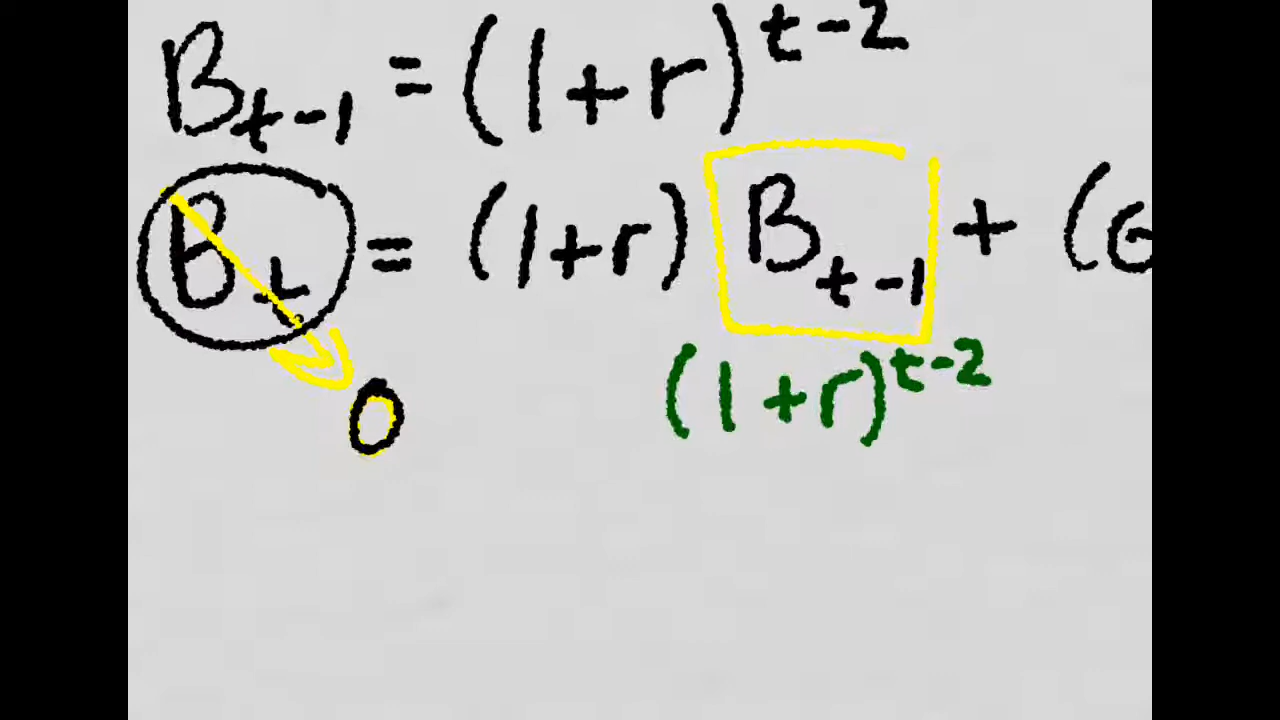 B_{t-1} = (1+r)^{t-2}
B_t = (1+r) B_{t-1} + (G
0 (1+r)^{t-2}